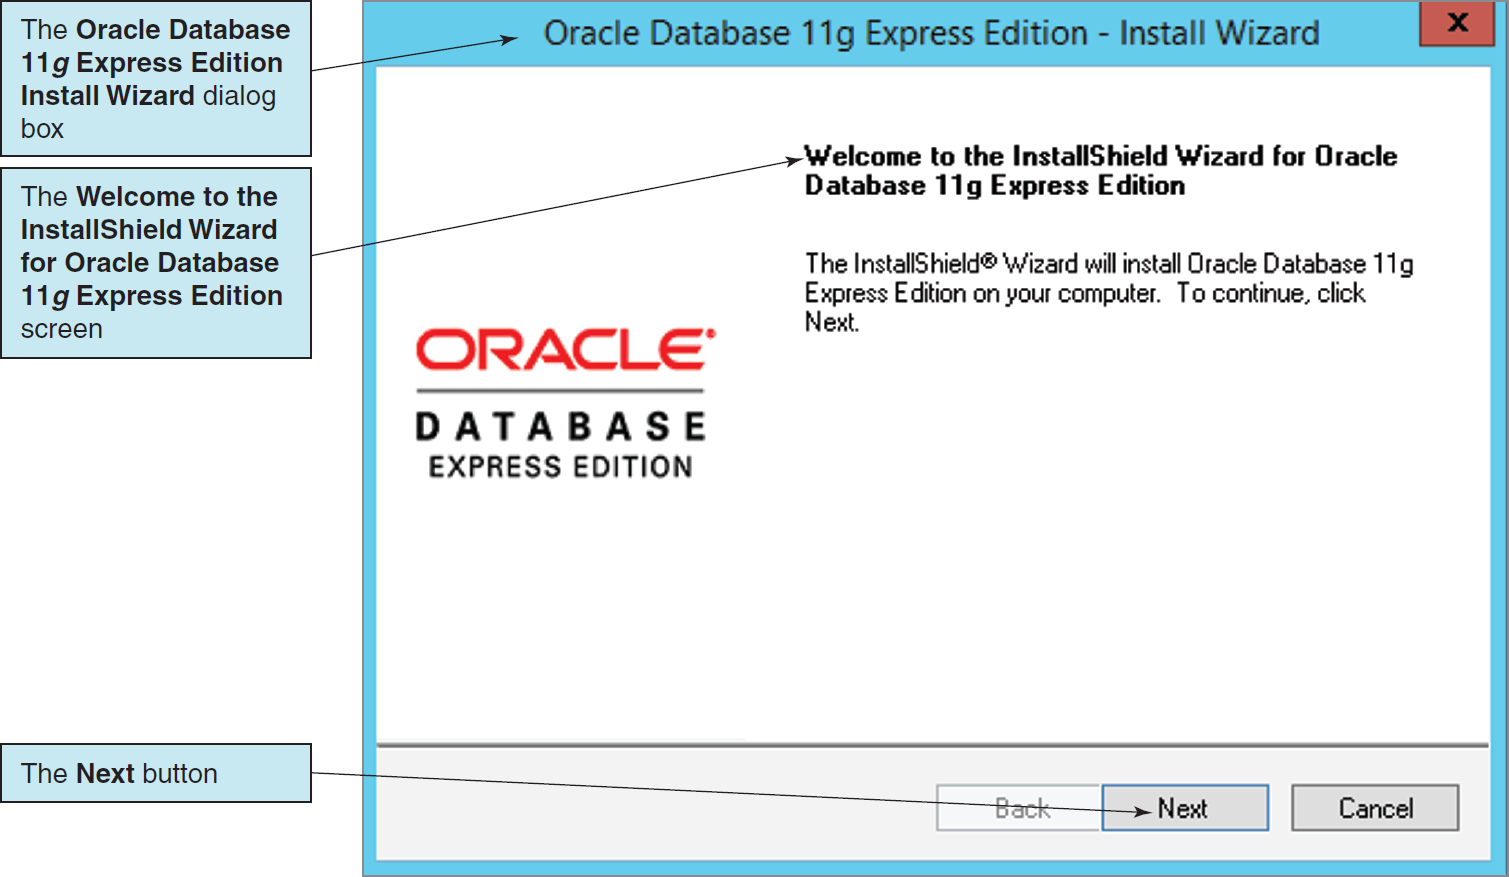 The Oracle Database
11g Express Edition
Install Wizard dialog
box
The Welcome to the
InstallShield Wizard
for Oracle Database
11g Express Edition
screen
The Next button
Oracle Database 11g Express Edition - Install Wizard
x
Welcome to the InstallShield Wizard for Oracle
Database 11g Express Edition
The InstallShield® Wizard will install Oracle Database 11g
Express Edition on your computer.  To continue, click
Next.
ORACLE
DATABASE
EXPRESS EDITION
Back
Next
Cancel